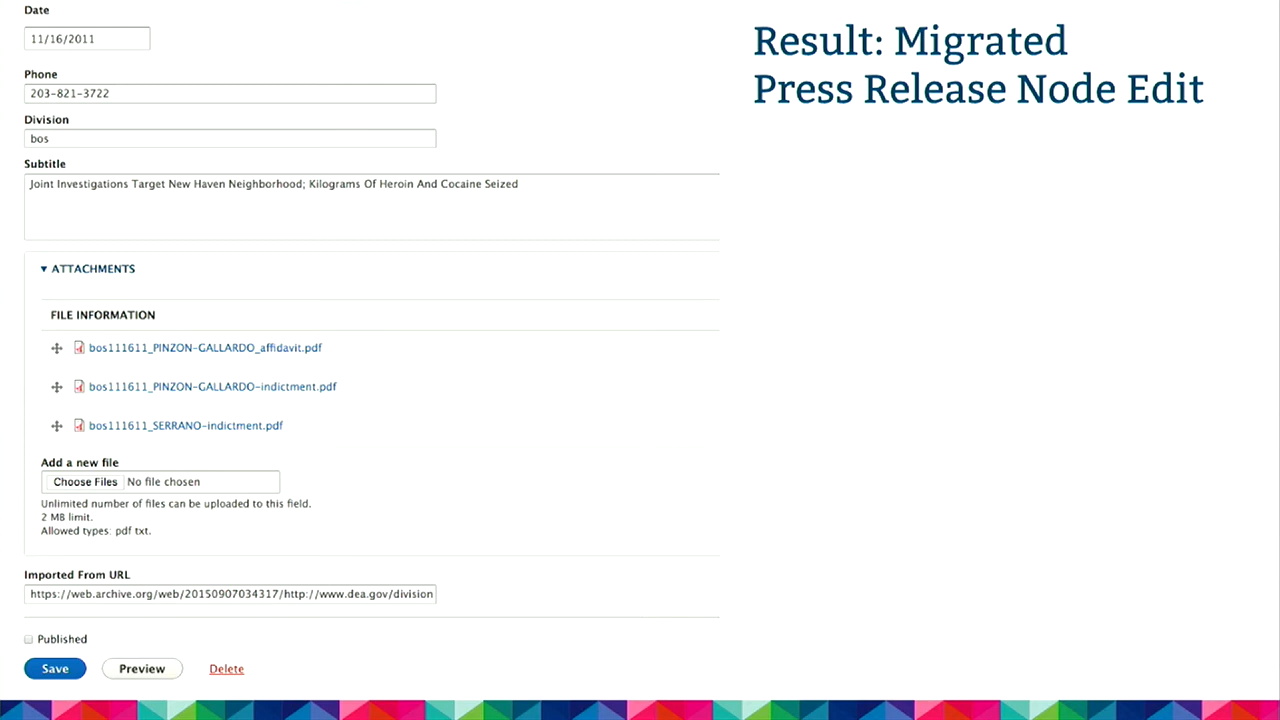 Result: Migrated
Press Release Node Edit
Date
11/16/2011
Phone
203-821-3722
Division
bos
Subtitle
Joint Investigations Target New Haven Neighborhood; Kilograms Of Heroin And Cocaine Seized
▼ ATTACHMENTS
FILE INFORMATION
bos111611_PINZON-GALLARDO_affidavit.pdf
bos111611_PINZON-GALLARDO-indictment.pdf
bos111611_SERRANO-indictment.pdf
Add a new file
Choose Files No file chosen
Unlimited number of files can be uploaded to this field.
2 MB limit.
Allowed types: pdf txt.
Imported From URL
https://web.archive.org/web/20150907034317/http://www.dea.gov/division
Published
Save Preview Delete